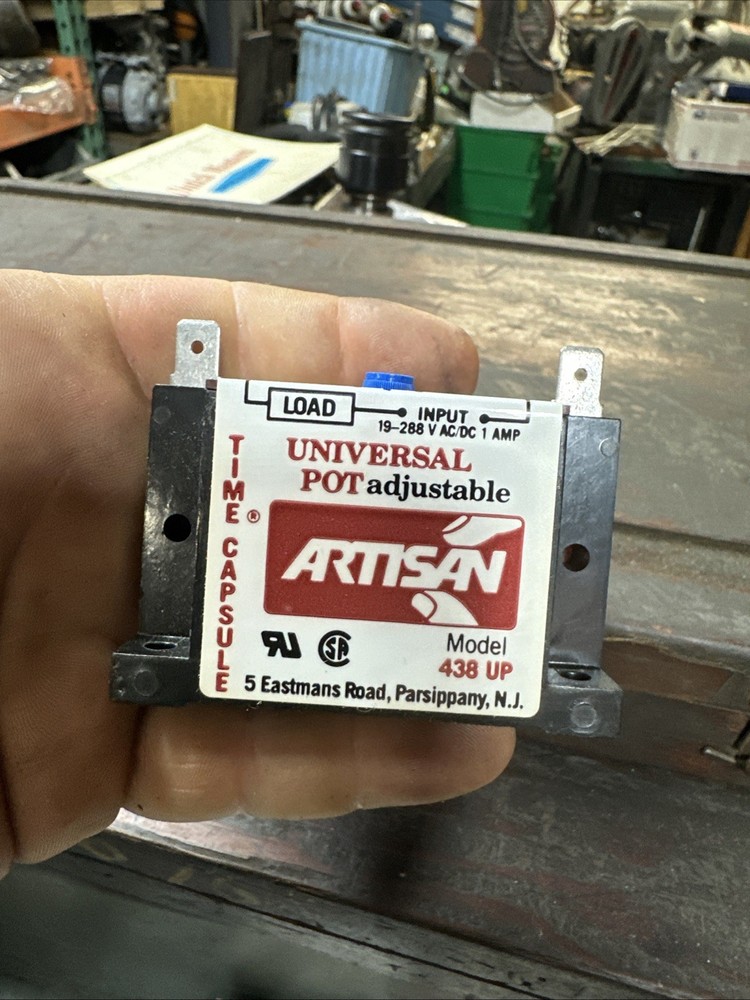 LOAD
INPUT
19-288 V AC/DC 1 AMP
UNIVERSAL
POT adjustable
TIME ® CAPSULE
ARTISAN
Model
438 UP
5 Eastmans Road, Parsippany, N.J.